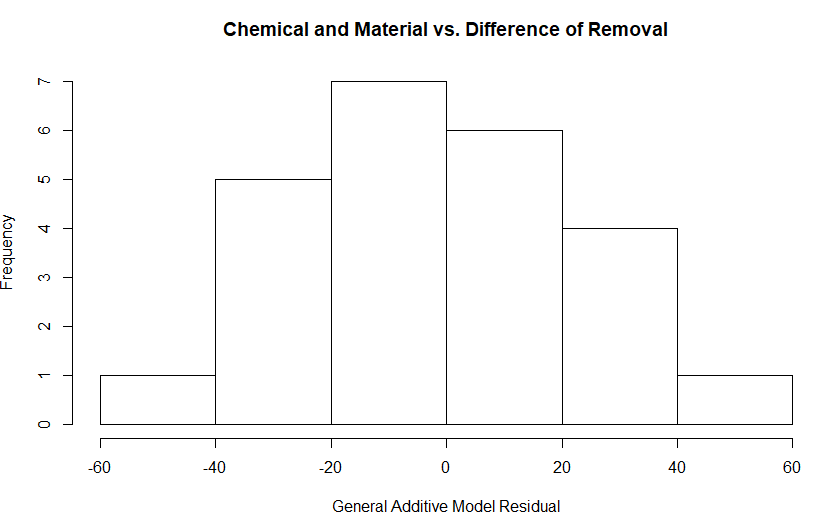 Chemical and Material vs. Difference of Removal
Frequency
7
6
5
4
3
2
1
0
-60 -40 -20 0 20 40 60
General Additive Model Residual